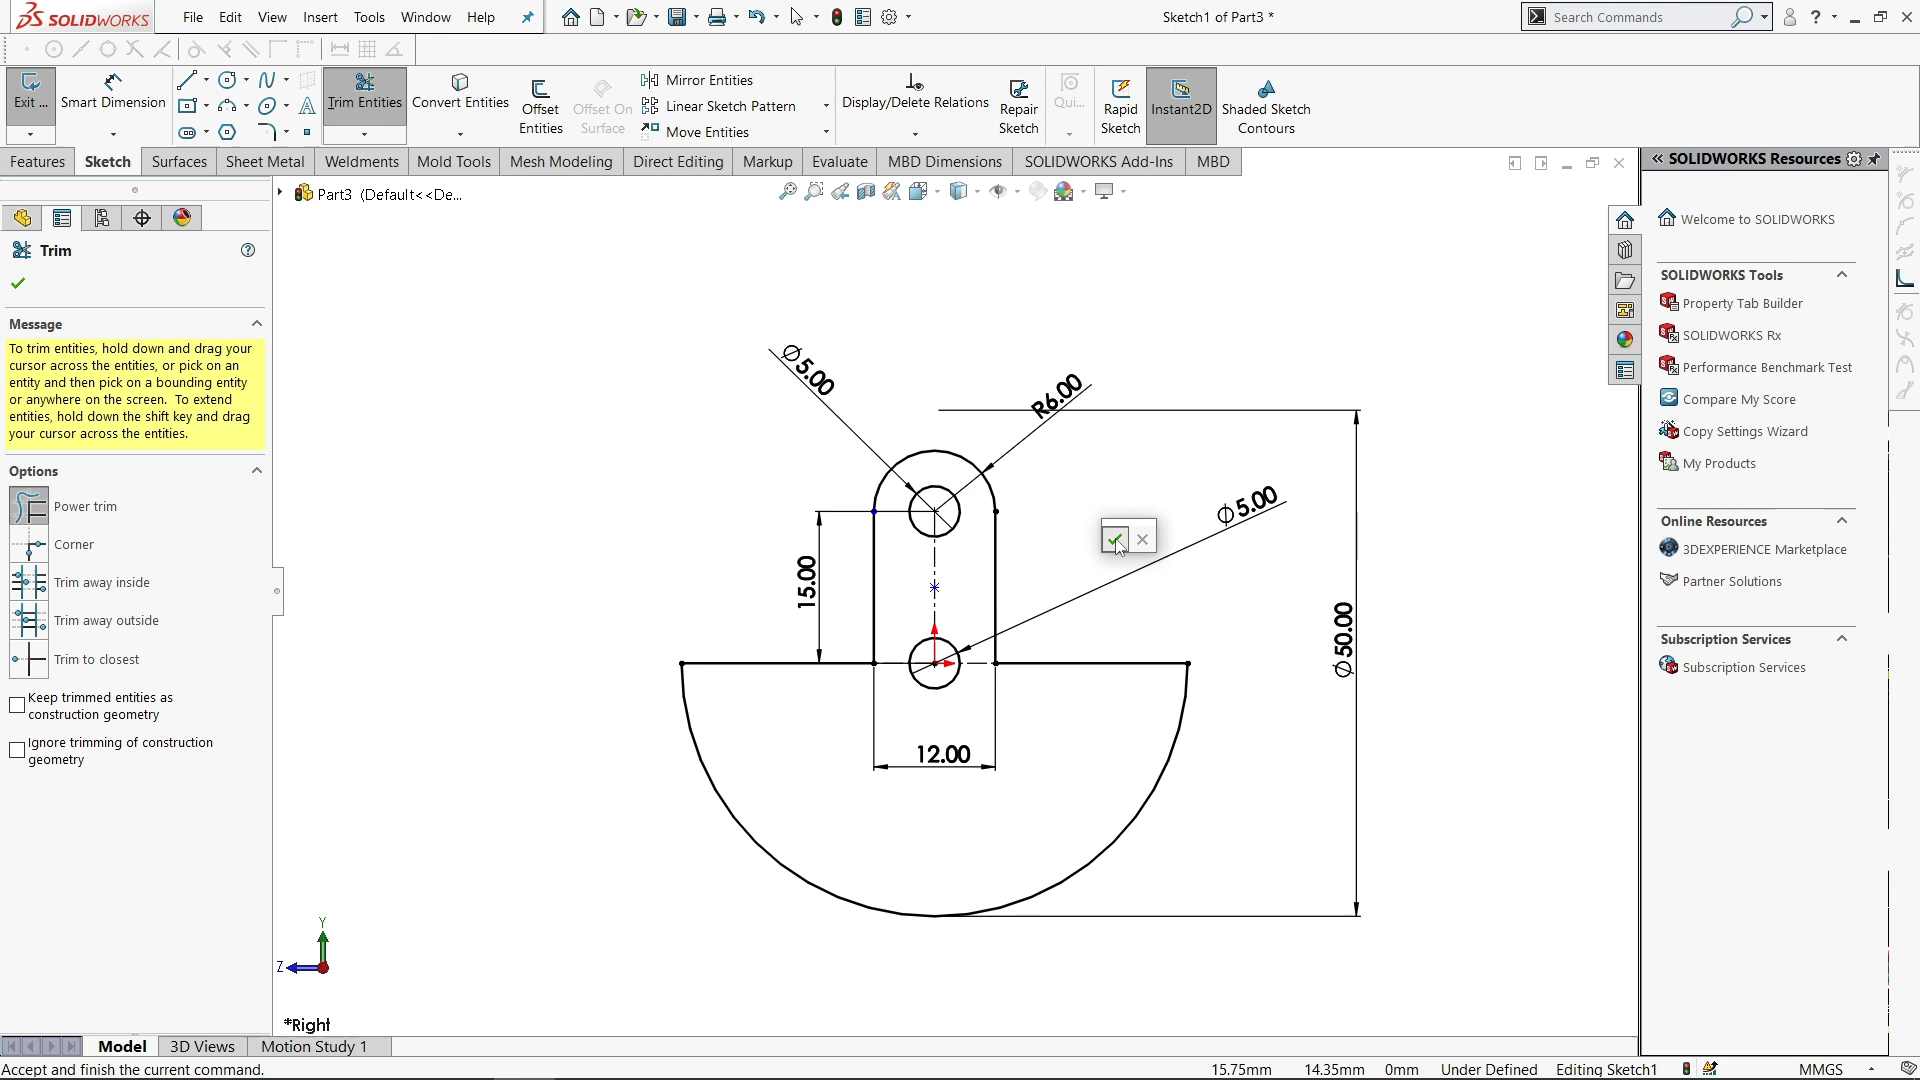 SOLIDWORKS
File Edit View Insert Tools Window Help
Sketch1 of Part3 *
Search Commands
Exit ...
Smart Dimension
Trim Entities
Convert Entities
Offset Entities
Offset On Surface
Mirror Entities
Linear Sketch Pattern
Move Entities
Display/Delete Relations
Repair Sketch
Qui...
Rapid Sketch
Instant2D
Shaded Sketch Contours
Features Sketch Surfaces Sheet Metal Weldments Mold Tools Mesh Modeling Direct Editing Markup Evaluate MBD Dimensions SOLIDWORKS Add-Ins MBD
Part3 (Default<<De...
Trim
Message
To trim entities, hold down and drag your
cursor across the entities, or pick on an
entity and then pick on a bounding entity
or anywhere on the screen. To extend
entities, hold down the shift key and drag
your cursor across the entities.
Options
Power trim
Corner
Trim away inside
Trim away outside
Trim to closest
Keep trimmed entities as
construction geometry
Ignore trimming of construction
geometry
∅5.00
R6.00
∅5.00
15.00
∅50.00
12.00
Y
Z
*Right
SOLIDWORKS Resources
Welcome to SOLIDWORKS
SOLIDWORKS Tools
Property Tab Builder
SOLIDWORKS Rx
Performance Benchmark Test
Compare My Score
Copy Settings Wizard
My Products
Online Resources
3DEXPERIENCE Marketplace
Partner Solutions
Subscription Services
Subscription Services
Model 3D Views Motion Study 1
Accept and finish the current command.
15.75mm 14.35mm 0mm Under Defined Editing Sketch1 MMGS